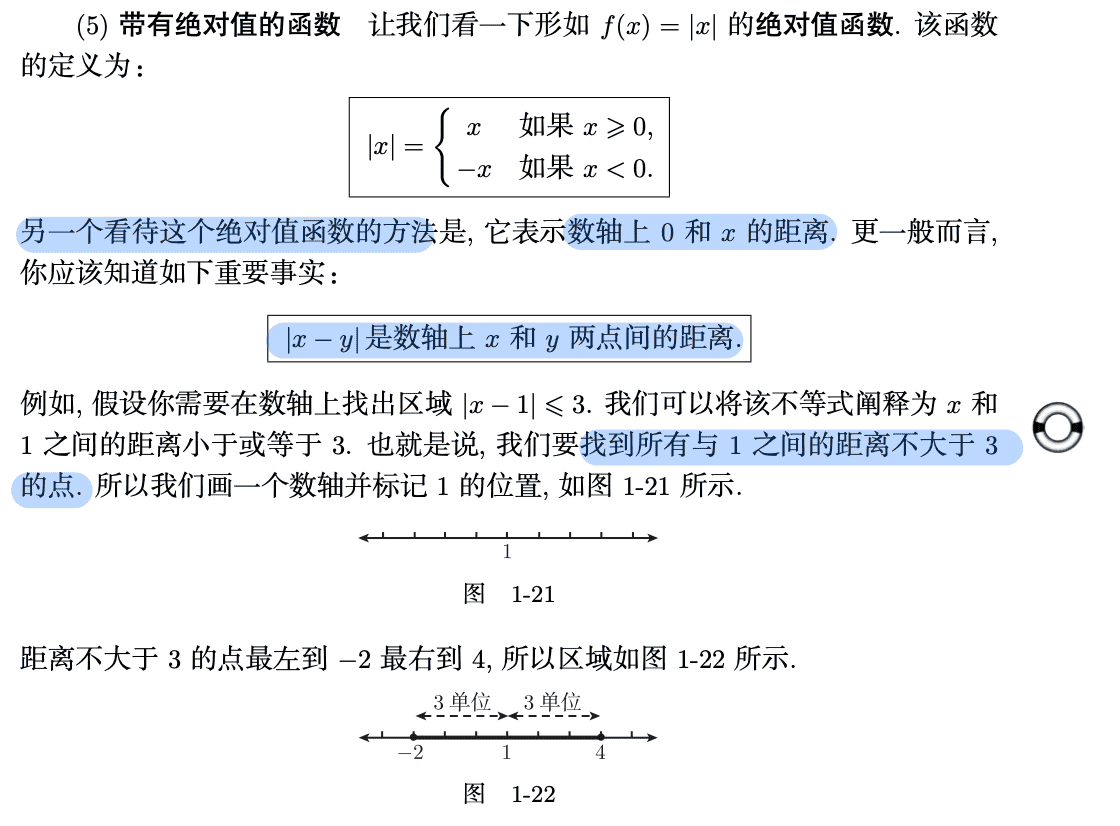 (5) 带有绝对值的函数 让我们看一下形如 f(x) = |x| 的绝对值函数. 该函数
的定义为:
|x| = { x 如果 x ⩾ 0,
−x 如果 x < 0.
另一个看待这个绝对值函数的方法是, 它表示数轴上 0 和 x 的距离. 更一般而言,
你应该知道如下重要事实:
|x − y| 是数轴上 x 和 y 两点间的距离.
例如, 假设你需要在数轴上找出区域 |x − 1| ⩽ 3. 我们可以将该不等式阐释为 x 和
1 之间的距离小于或等于 3. 也就是说, 我们要找到所有与 1 之间的距离不大于 3
的点. 所以我们画一个数轴并标记 1 的位置, 如图 1-21 所示.
1
图 1-21
距离不大于 3 的点最左到 −2 最右到 4, 所以区域如图 1-22 所示.
3 单位 3 单位
−2 1 4
图 1-22